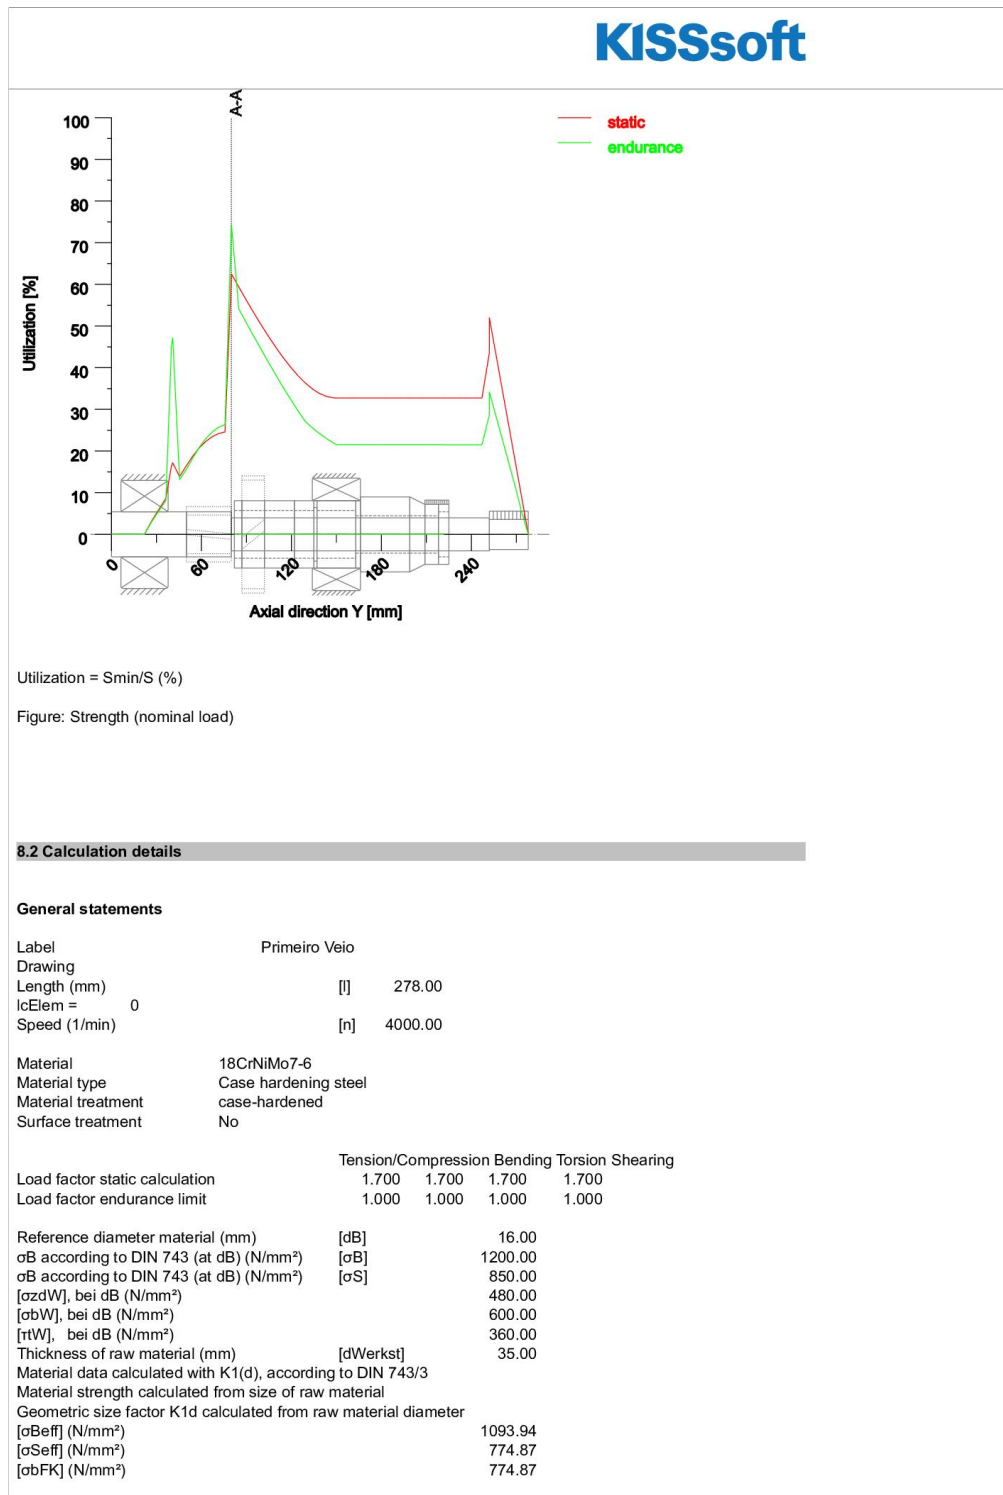 KISSsoft
A-A
static
endurance
100
90
80
70
60
50
40
30
20
10
0
Utilization [%]
0 60 120 180 240
Axial direction Y [mm]
Utilization = Smin/S (%)
Figure: Strength (nominal load)
8.2 Calculation details
General statements
Label Primeiro Veio
Drawing
Length (mm) [l] 278.00
lcElem = 0
Speed (1/min) [n] 4000.00
Material 18CrNiMo7-6
Material type Case hardening steel
Material treatment case-hardened
Surface treatment No
Tension/Compression Bending Torsion Shearing
Load factor static calculation 1.700 1.700 1.700 1.700
Load factor endurance limit 1.000 1.000 1.000 1.000
Reference diameter material (mm) [dB] 16.00
σB according to DIN 743 (at dB) (N/mm²) [σB] 1200.00
σB according to DIN 743 (at dB) (N/mm²) [σS] 850.00
[σzdW], bei dB (N/mm²) 480.00
[σbW], bei dB (N/mm²) 600.00
[τtW], bei dB (N/mm²) 360.00
Thickness of raw material (mm) [dWerkst] 35.00
Material data calculated with K1(d), according to DIN 743/3
Material strength calculated from size of raw material
Geometric size factor K1d calculated from raw material diameter
[σBeff] (N/mm²) 1093.94
[σSeff] (N/mm²) 774.87
[σbFK] (N/mm²) 774.87